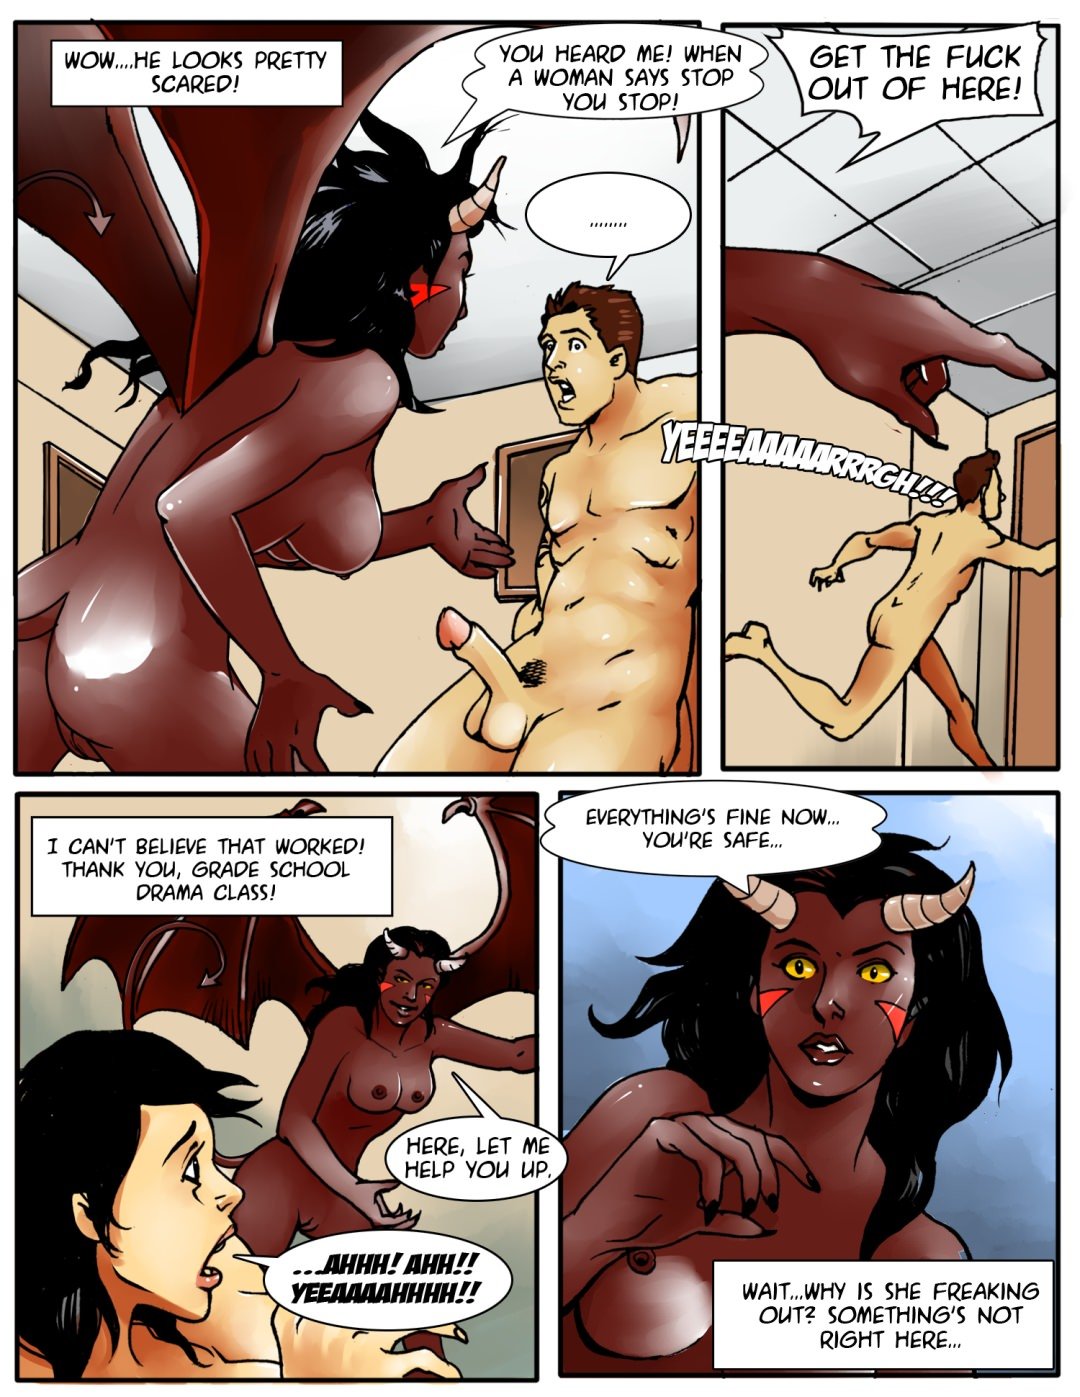 WOW....HE LOOKS PRETTY
SCARED!
YOU HEARD ME! WHEN
A WOMAN SAYS STOP
YOU STOP!
........
GET THE FUCK
OUT OF HERE!
YEEEEAAAAAARRRGH!!!!
I CAN'T BELIEVE THAT WORKED!
THANK YOU, GRADE SCHOOL
DRAMA CLASS!
HERE, LET ME
HELP YOU UP.
...AHHH! AHH!!
YEEAAAAHHHH!!
EVERYTHING'S FINE NOW...
YOU'RE SAFE...
WAIT...WHY IS SHE FREAKING
OUT? SOMETHING'S NOT
RIGHT HERE...